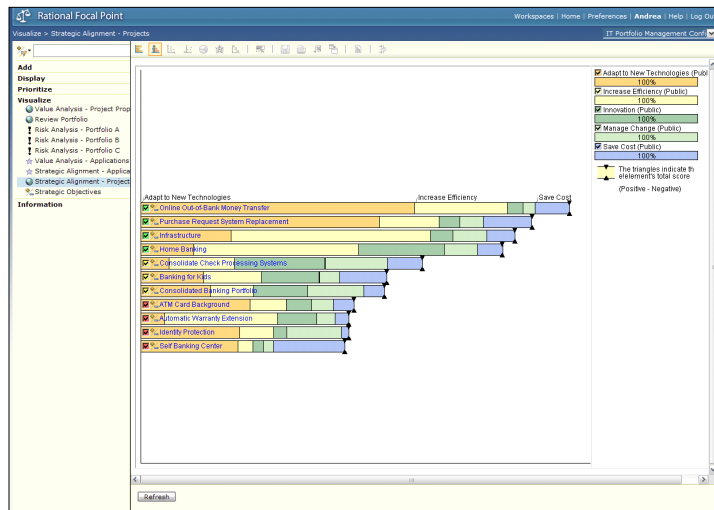 Rational Focal Point
Workspaces | Home | Preferences | Andrea | Help | Log Ou
Visualize > Strategic Alignment - Projects
IT Portfolio Management Confi
Add
Display
Prioritize
Visualize
Value Analysis - Project Prop
Review Portfolio
Risk Analysis - Portfolio A
Risk Analysis - Portfolio B
Risk Analysis - Portfolio C
Value Analysis - Applications
Strategic Alignment - Applica
Strategic Alignment - Project
Strategic Objectives
Information
Adapt to New Technologies (Publ
100%
Increase Efficiency (Public)
100%
Innovation (Public)
100%
Manage Change (Public)
100%
Save Cost (Public)
100%
The triangles indicate th
elelement's total score
(Positive - Negative)
Adapt to New Technologies
Increase Efficiency
Save Cost
Online Out-of-Bank Money Transfer
Purchase Request System Replacement
Infrastructure
Home Banking
Consolidate Check Processing Systems
Banking for Kids
Consolidated Banking Portfolio
ATM Card Background
Automatic Warranty Extension
Identity Protection
Self Banking Center
Refresh